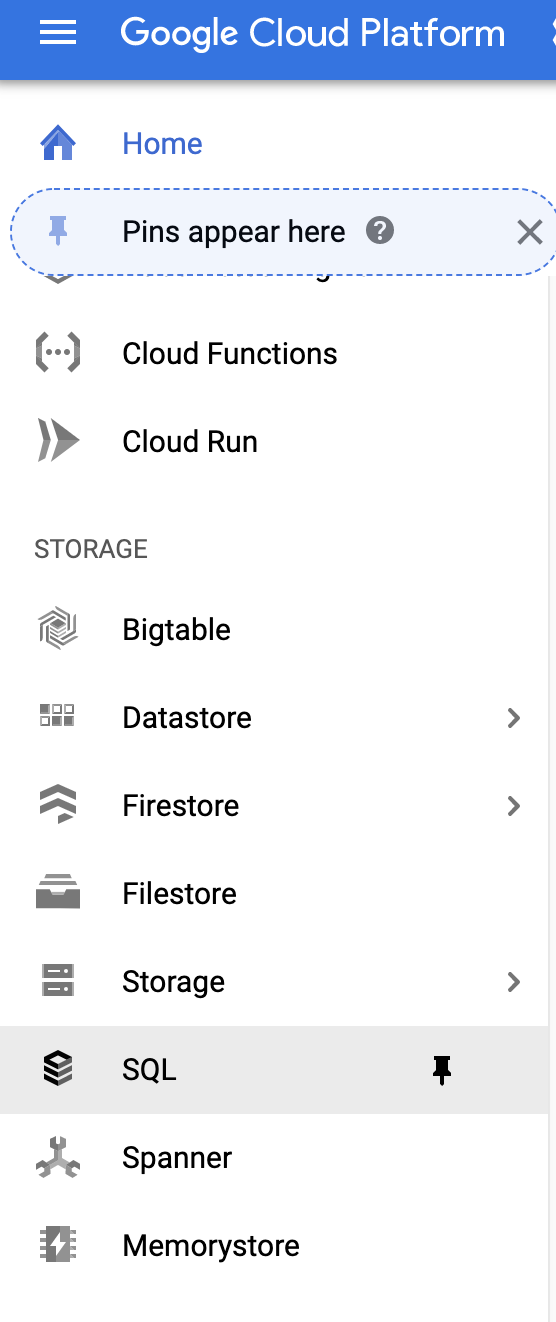 Google Cloud Platform
Home
Pins appear here
Cloud Functions
Cloud Run
STORAGE
Bigtable
Datastore
Firestore
Filestore
Storage
SQL
Spanner
Memorystore